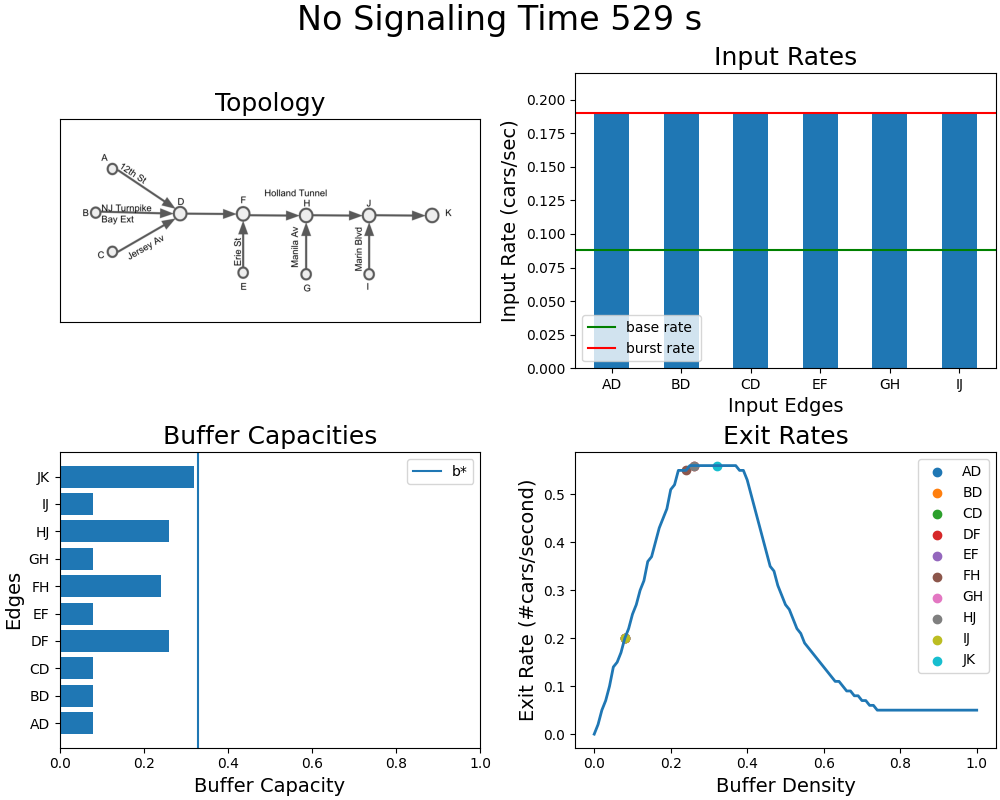 No Signaling Time 529 s
Topology
A
12th St
B
NJ Turnpike
Bay Ext
C
Jersey Av
D
F
Holland Tunnel
H
J
K
Erie St
Manila Av
Marin Blvd
E
G
I
Input Rates
Input Rate (cars/sec)
0.200
0.175
0.150
0.125
0.100
0.075
0.050
0.025
0.000
base rate
burst rate
AD BD CD EF GH IJ
Input Edges
Buffer Capacities
Edges
JK
IJ
HJ
GH
FH
EF
DF
CD
BD
AD
b*
0.0 0.2 0.4 0.6 0.8 1.0
Buffer Capacity
Exit Rates
Exit Rate (#cars/second)
0.5
0.4
0.3
0.2
0.1
0.0
AD
BD
CD
DF
EF
FH
GH
HJ
IJ
JK
0.0 0.2 0.4 0.6 0.8 1.0
Buffer Density